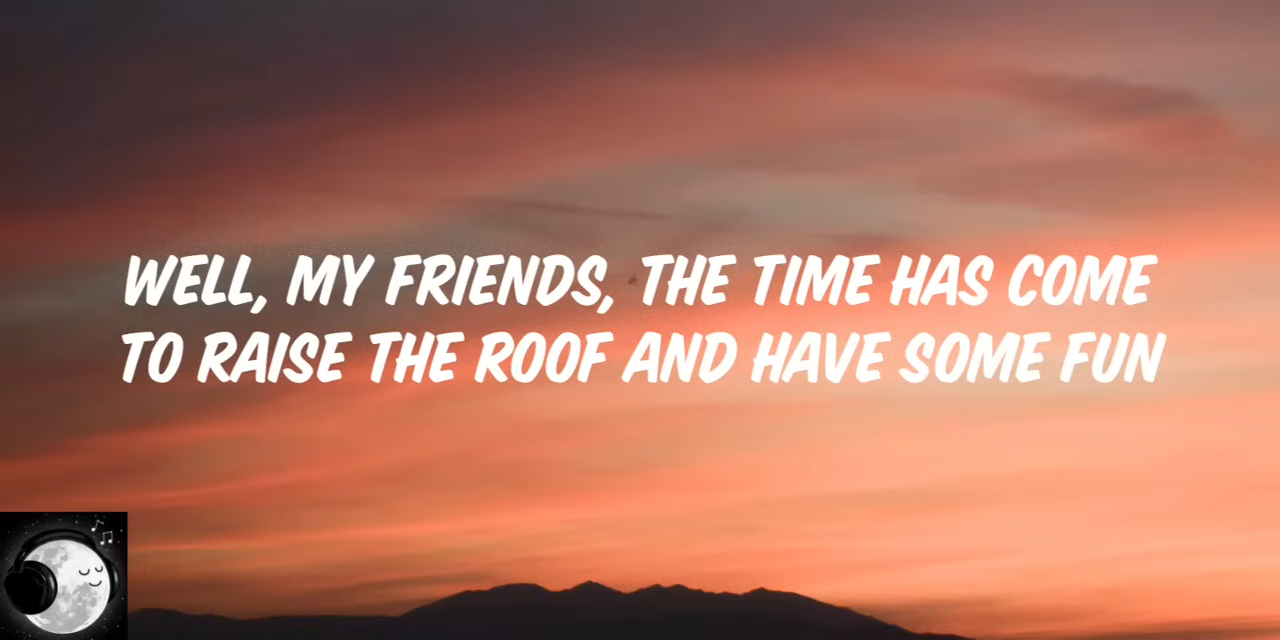 WELL, MY FRIENDS, THE TIME HAS COME
TO RAISE THE ROOF AND HAVE SOME FUN